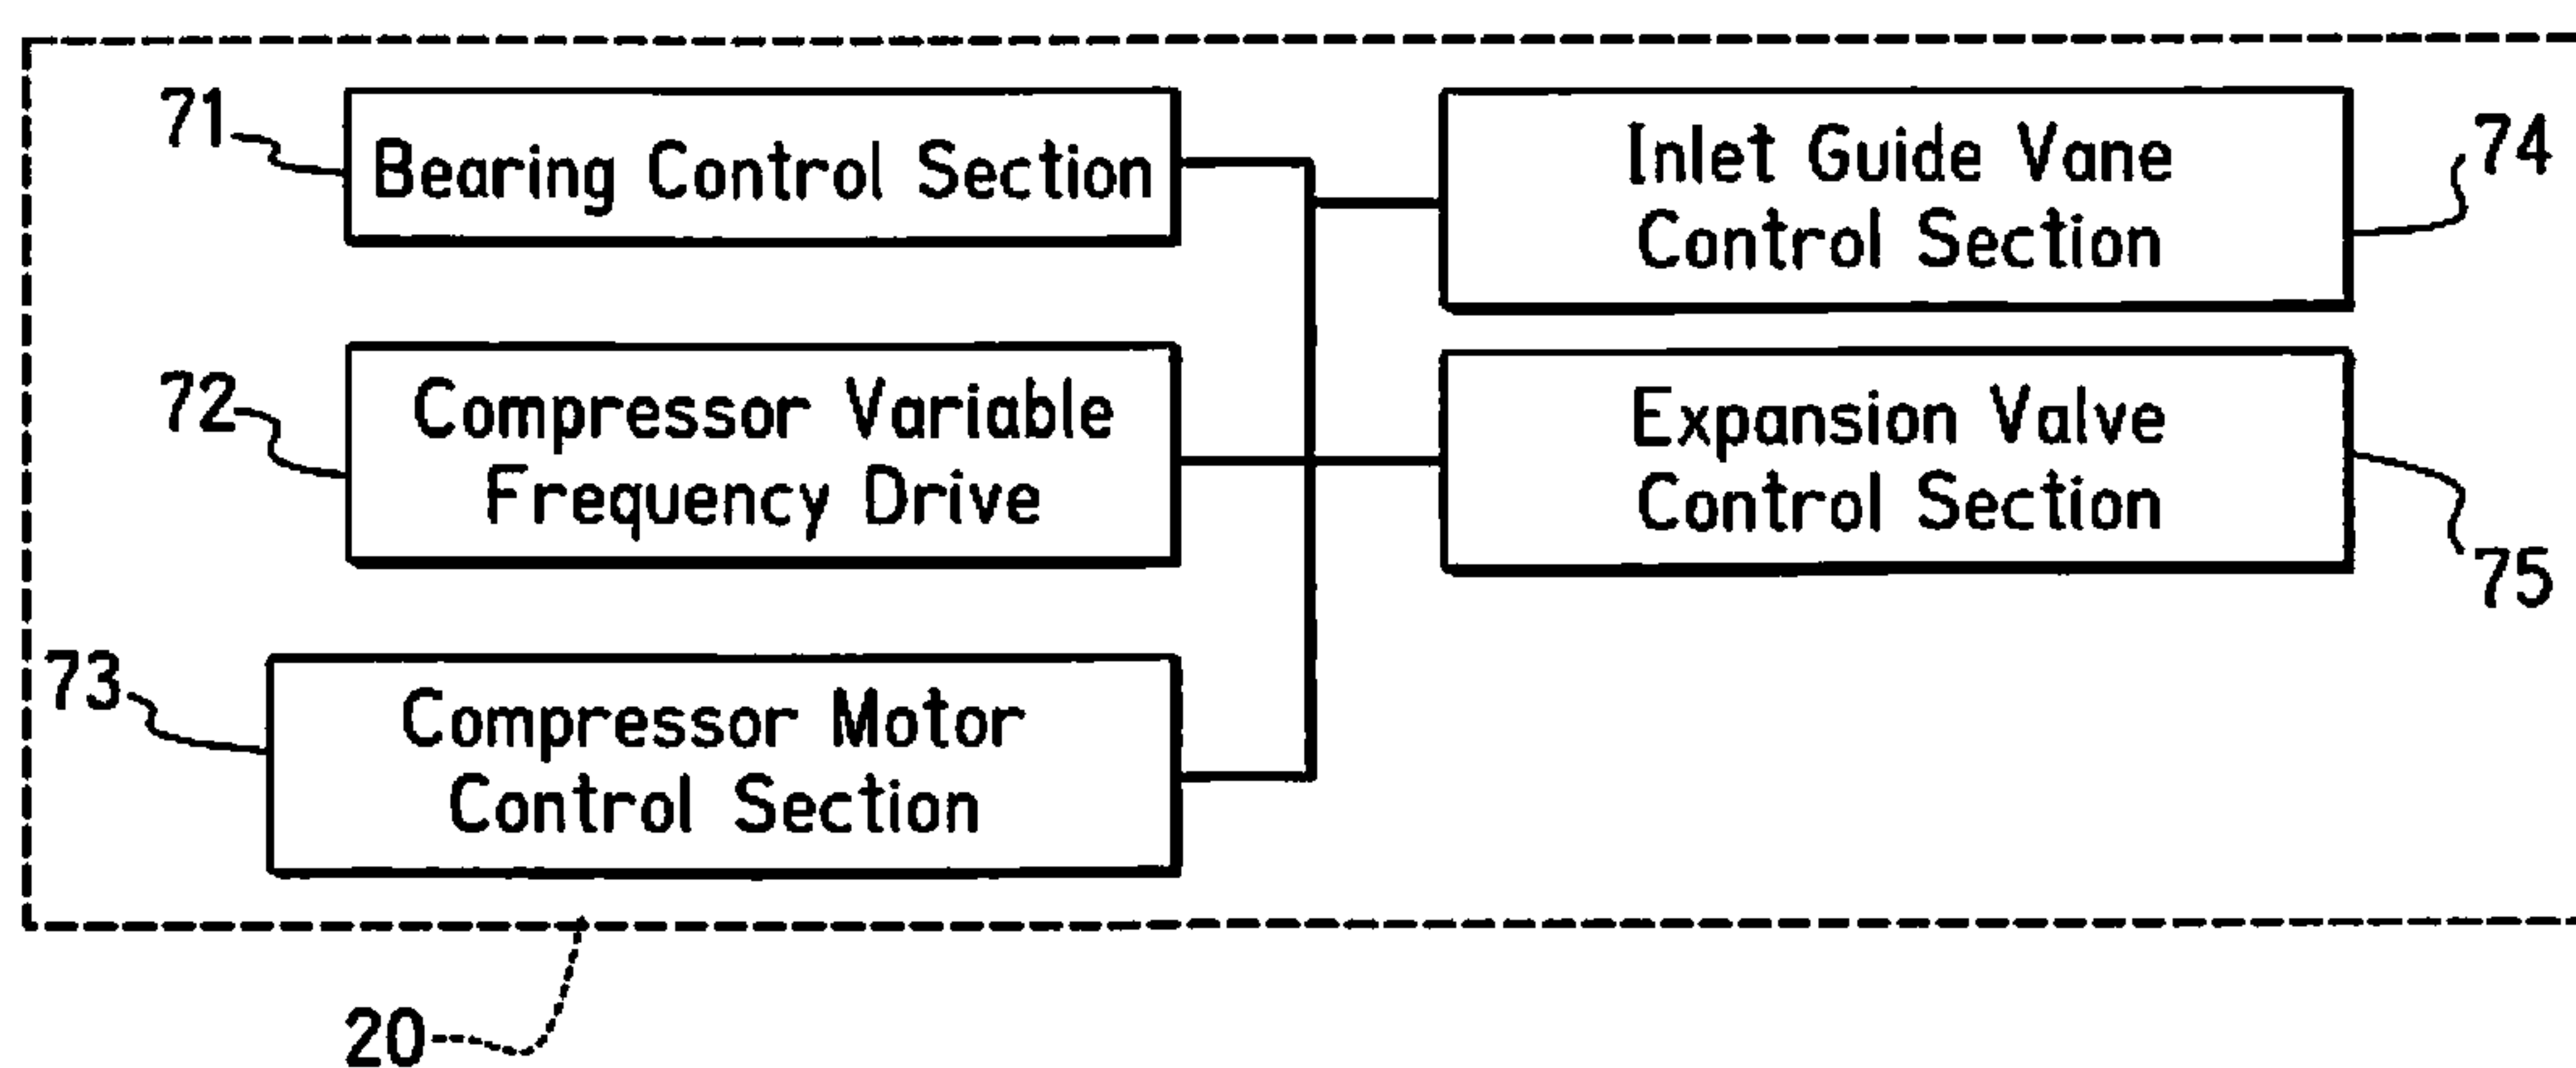 71
Bearing Control Section
72
Compressor Variable
Frequency Drive
73
Compressor Motor
Control Section
Inlet Guide Vane
Control Section
74
Expansion Valve
Control Section
75
20